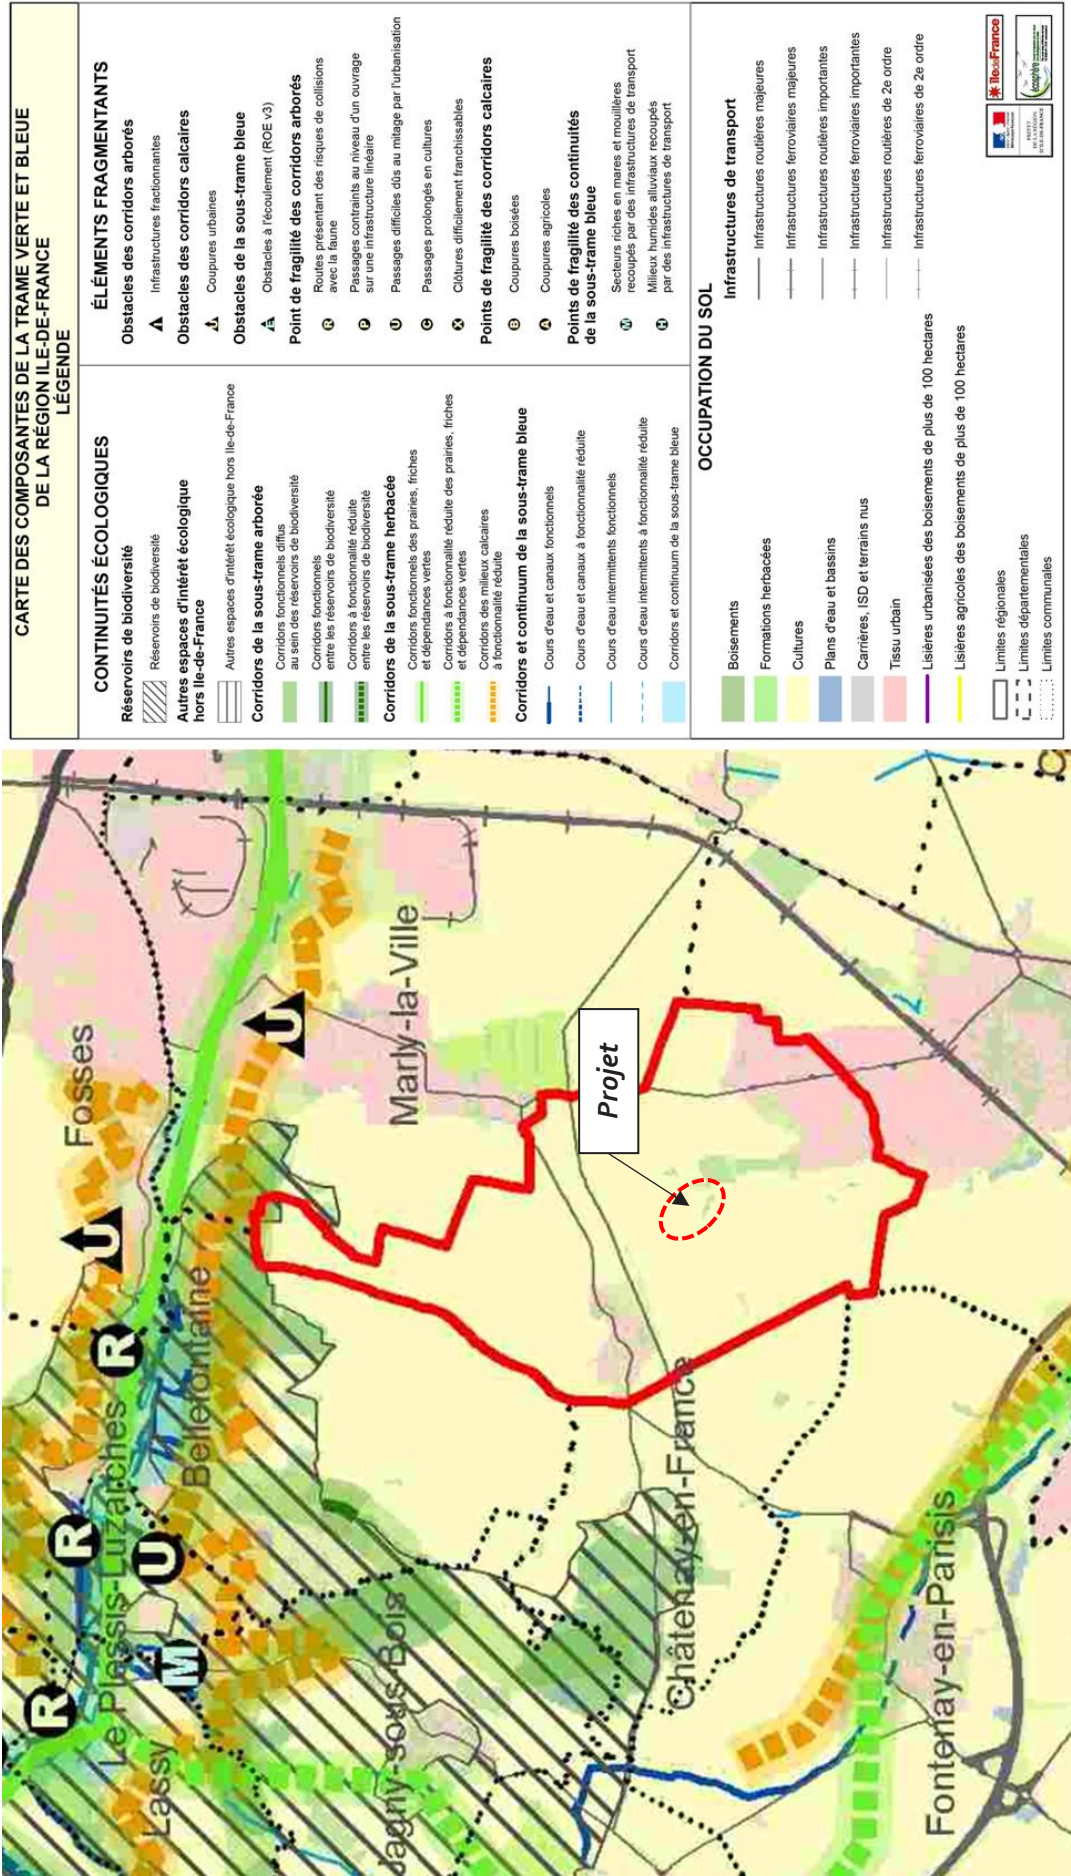 CARTE DES COMPOSANTES DE LA TRAME VERTE ET BLEUE
DE LA RÉGION ILE-DE-FRANCE
LÉGENDE
CONTINUITÉS ÉCOLOGIQUES
Réservoirs de biodiversité
Réservoirs de biodiversité
Autres espaces d'intérêt écologique
hors Ile-de-France
Autres espaces d'intérêt écologique hors Ile-de-France
Corridors de la sous-trame arborée
Corridors fonctionnels diffus
au sein des réservoirs de biodiversité
Corridors fonctionnels
entre les réservoirs de biodiversité
Corridors à fonctionnalité réduite
entre les réservoirs de biodiversité
Corridors de la sous-trame herbacée
Corridors fonctionnels des prairies, friches
et dépendances vertes
Corridors à fonctionnalité réduite des prairies, friches
et dépendances vertes
Corridors des milieux calcaires
à fonctionnalité réduite
Corridors et continuum de la sous-trame bleue
Cours d'eau et canaux fonctionnels
Cours d'eau et canaux à fonctionnalité réduite
Cours d'eau intermittents fonctionnels
Cours d'eau intermittents à fonctionnalité réduite
Corridors et continuum de la sous-trame bleue
ÉLÉMENTS FRAGMENTANTS
Obstacles des corridors arborés
Infrastructures fractionnantes
Obstacles des corridors calcaires
Coupures urbaines
Obstacles de la sous-trame bleue
Obstacles à l'écoulement (ROE v3)
Point de fragilité des corridors arborés
R Routes présentant des risques de collisions
avec la faune
P Passages contraints au niveau d'un ouvrage
sur une infrastructure linéaire
U Passages difficiles dûs au mitage par l'urbanisation
C Passages prolongés en cultures
X Clôtures difficilement franchissables
Points de fragilité des corridors calcaires
B Coupures boisées
A Coupures agricoles
Points de fragilité des continuités
de la sous-trame bleue
M Secteurs riches en mares et mouillères
recoupés par des infrastructures de transport
H Milieux humides alluviaux recoupés
par des infrastructures de transport
OCCUPATION DU SOL
Boisements
Formations herbacées
Cultures
Plans d'eau et bassins
Carrières, ISD et terrains nus
Tissu urbain
Lisières urbanisées des boisements de plus de 100 hectares
Lisières agricoles des boisements de plus de 100 hectares
Limites régionales
Limites départementales
Limites communales
Infrastructures de transport
Infrastructures routières majeures
Infrastructures ferroviaires majeures
Infrastructures routières importantes
Infrastructures ferroviaires importantes
Infrastructures routières de 2e ordre
Infrastructures ferroviaires de 2e ordre
PREFET
DE LA RÉGION
D'ILE-DE-FRANCE
îledeFrance
écosphère
Fosses
U
U
R
R
R
U
M
Le Plessis-Luzarches
Bellefontaine
Lassy
Jagny-sous-Bois
Marly-la-Ville
Projet
Châtenay-en-France
Fontenay-en-Parisis